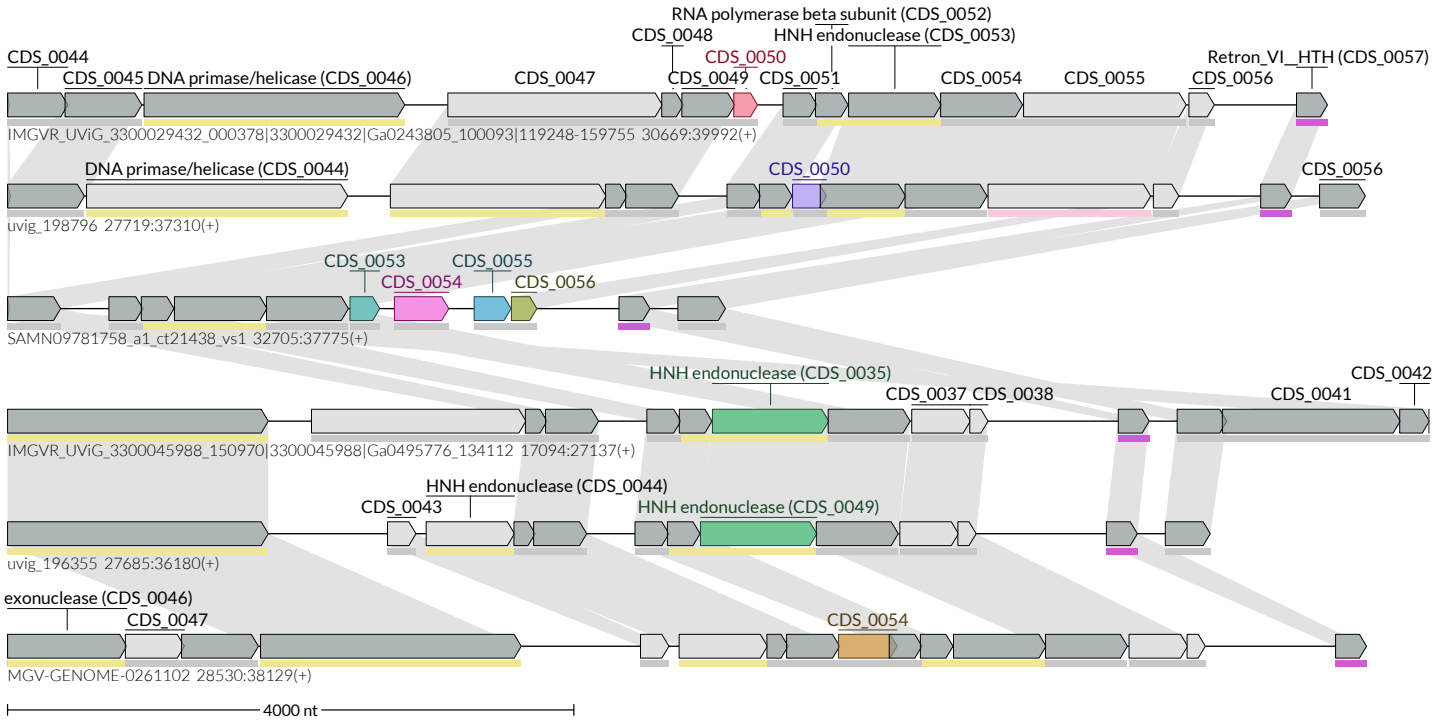 RNA polymerase beta subunit (CDS_0052)
CDS_0048 HNH endonuclease (CDS_0053)
CDS_0044 CDS_0050 Retron_VI__HTH (CDS_0057)
CDS_0045 DNA primase/helicase (CDS_0046) CDS_0047 CDS_0049 CDS_0051 CDS_0054 CDS_0055 CDS_0056
IMGVR_UViG_3300029432_000378|3300029432|Ga0243805_100093|119248-159755 30669:39992(+)
DNA primase/helicase (CDS_0044) CDS_0050 CDS_0056
uvig_198796 27719:37310(+)
CDS_0053 CDS_0055
CDS_0054 CDS_0056
SAMN09781758_a1_ct21438_vs1 32705:37775(+)
HNH endonuclease (CDS_0035) CDS_0042
CDS_0037 CDS_0038 CDS_0041
IMGVR_UViG_3300045988_150970|3300045988|Ga0495776_134112 17094:27137(+)
HNH endonuclease (CDS_0044)
CDS_0043 HNH endonuclease (CDS_0049)
uvig_196355 27685:36180(+)
exonuclease (CDS_0046)
CDS_0047 CDS_0054
MGV-GENOME-0261102 28530:38129(+)
4000 nt